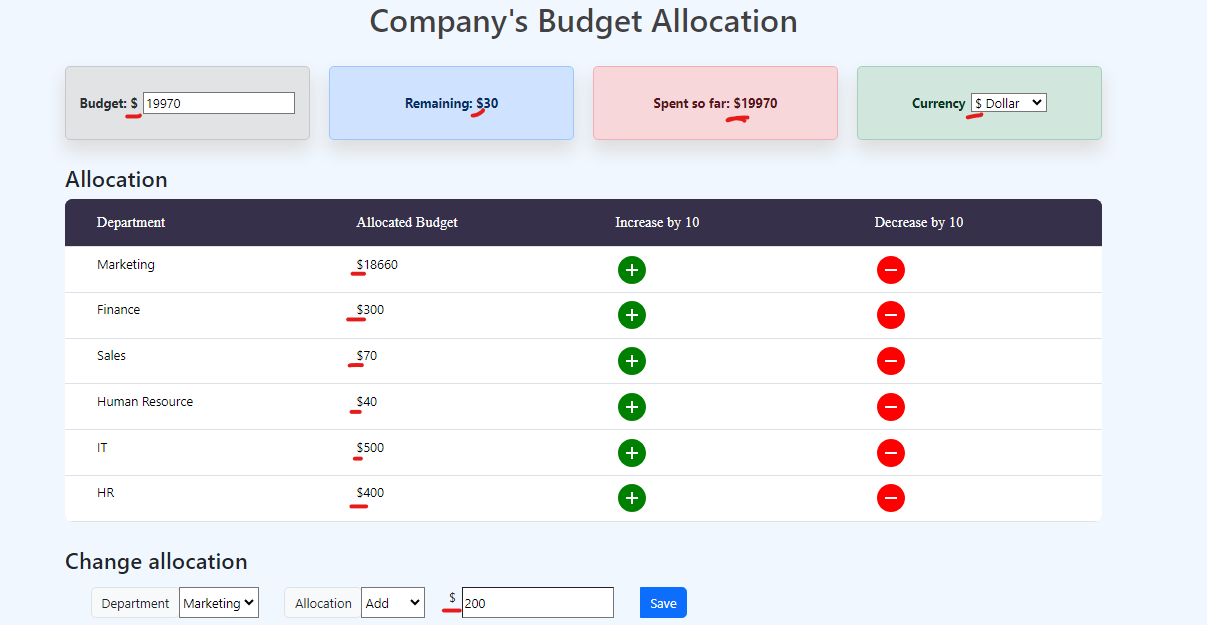 Company's Budget Allocation
Budget: $ 19970 Remaining: $30 Spent so far: $19970 Currency $ Dollar
Allocation
Department Allocated Budget Increase by 10 Decrease by 10
Marketing $18660
Finance $300
Sales $70
Human Resource $40
IT $500
HR $400
Change allocation
Department Marketing Allocation Add $ 200 Save